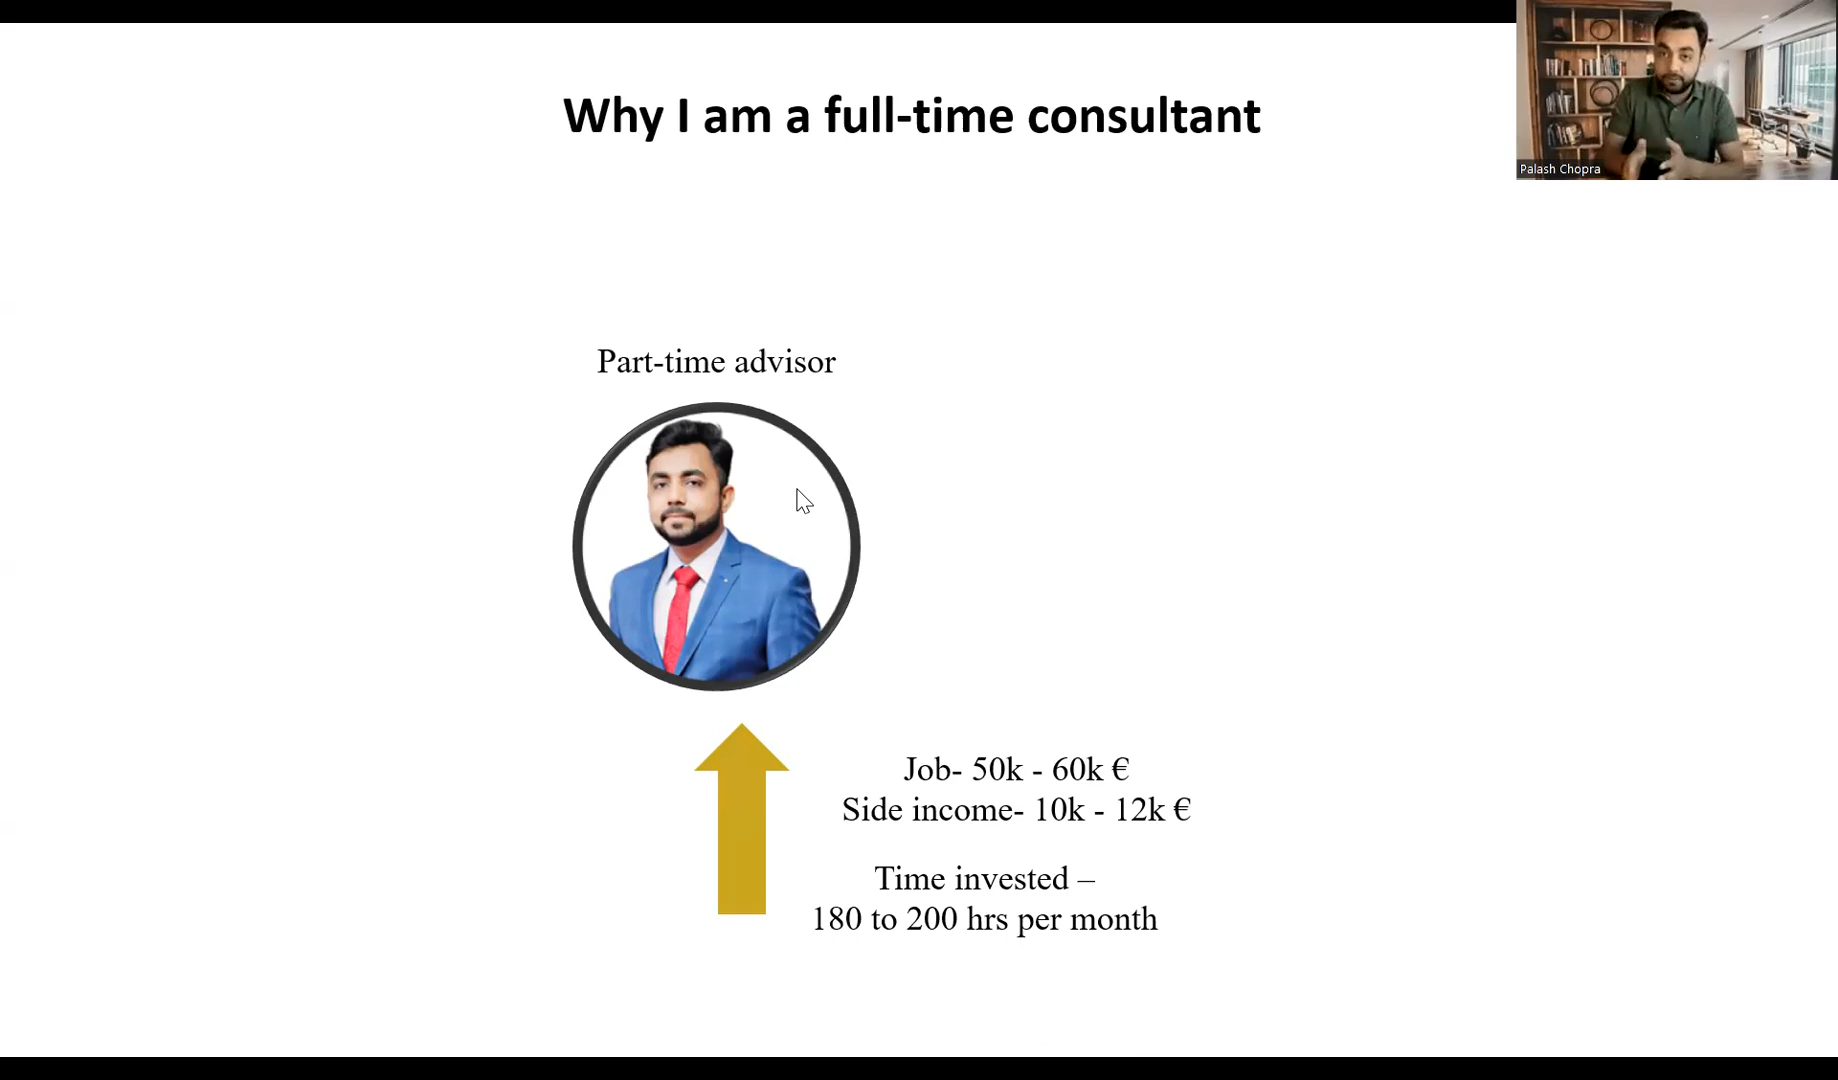 Why I am a full-time consultant
Palash Chopra
Part-time advisor
Job- 50k - 60k €
Side income- 10k - 12k €
Time invested –
180 to 200 hrs per month